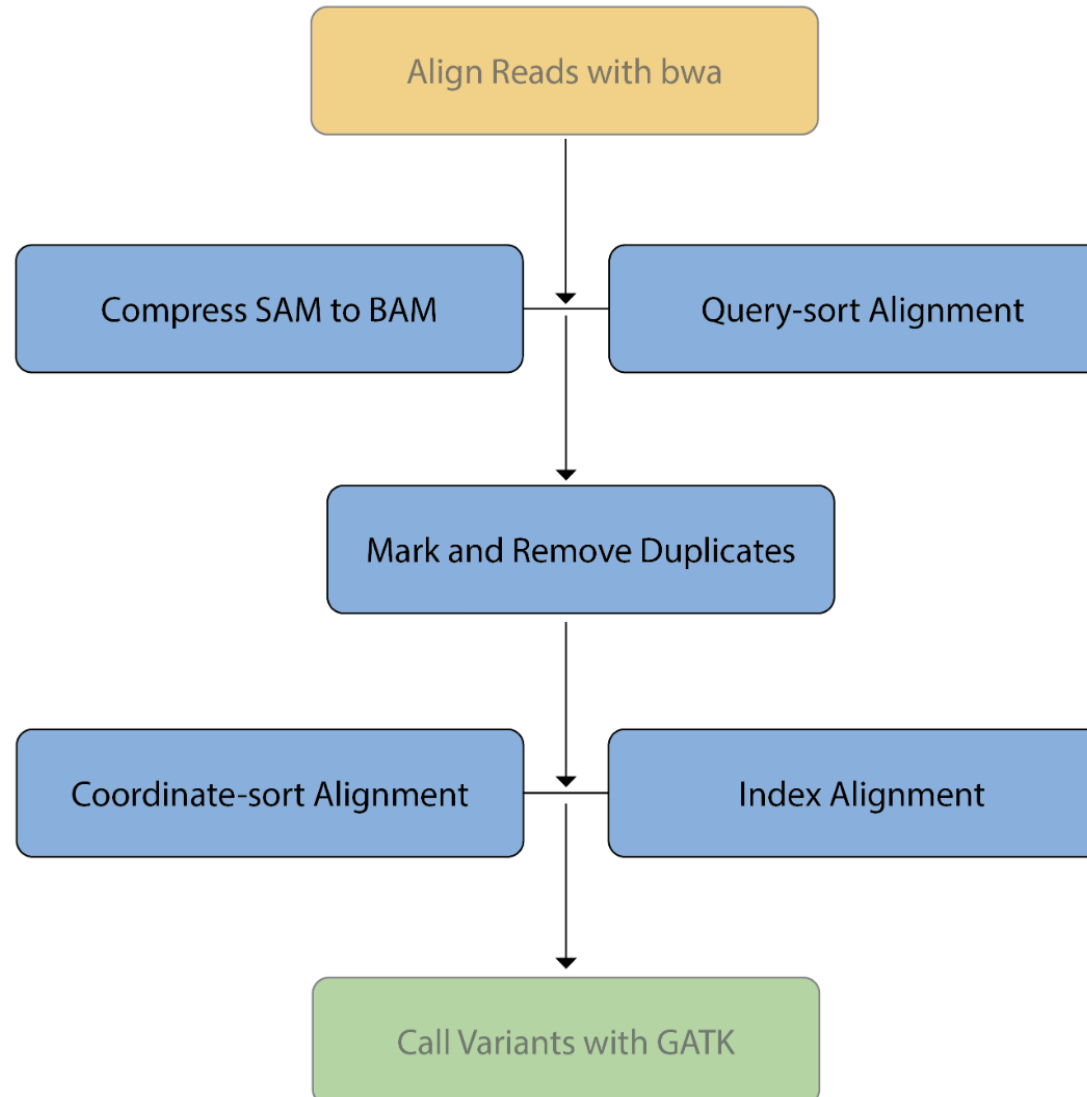 Align Reads with bwa
Compress SAM to BAM
Query-sort Alignment
Mark and Remove Duplicates
Coordinate-sort Alignment
Index Alignment
Call Variants with GATK